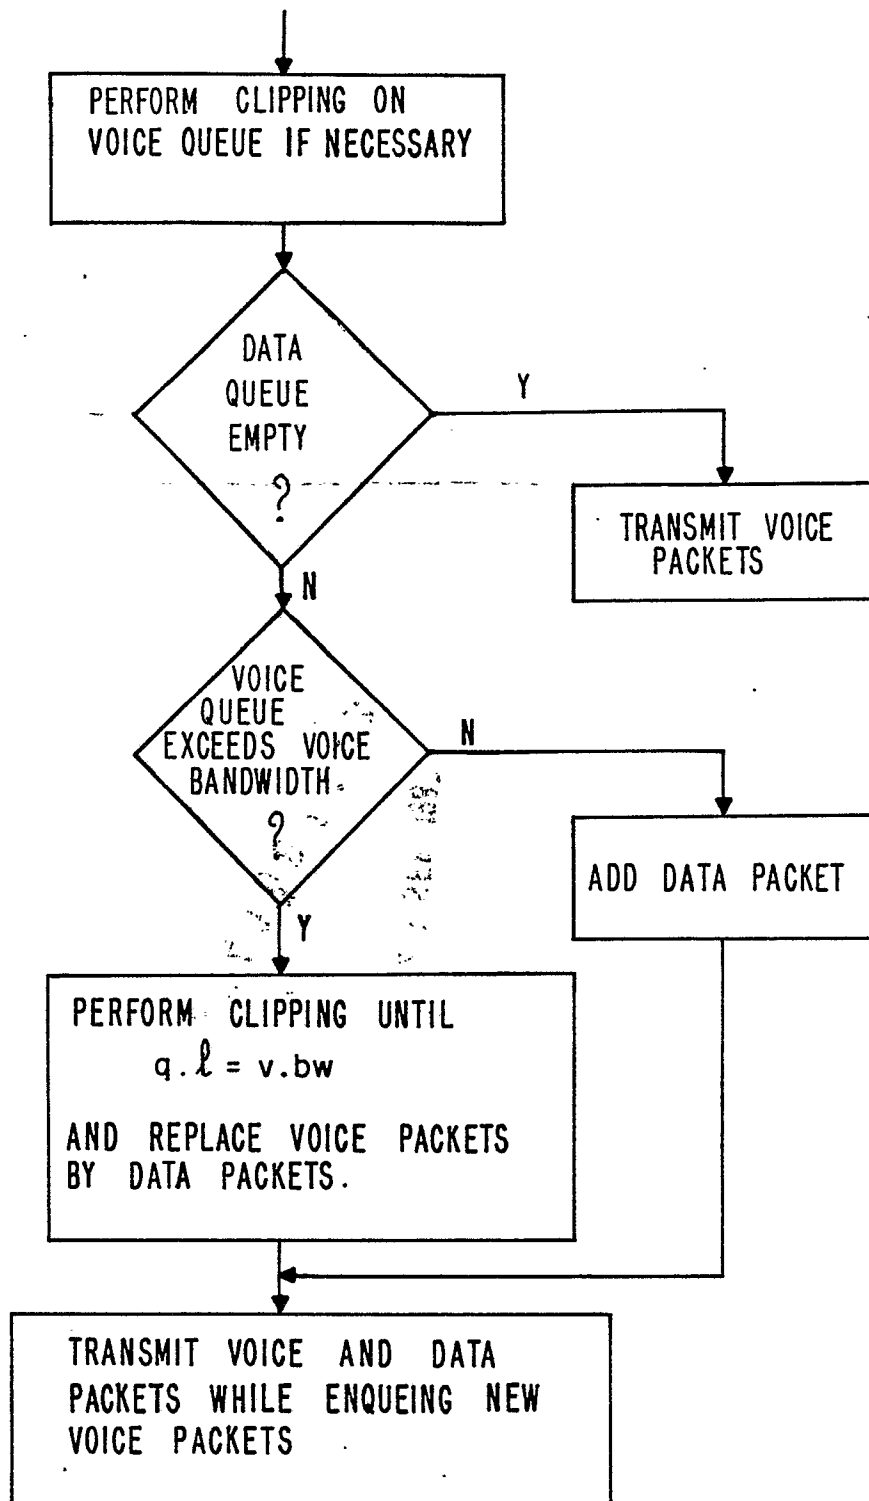 PERFORM CLIPPING ON
VOICE QUEUE IF NECESSARY
DATA
QUEUE
EMPTY
?
Y
TRANSMIT VOICE
PACKETS
N
VOICE
QUEUE
EXCEEDS VOICE
BANDWIDTH
?
N
ADD DATA PACKET
Y
PERFORM CLIPPING UNTIL
q.ℓ = v.bw
AND REPLACE VOICE PACKETS
BY DATA PACKETS.
TRANSMIT VOICE AND DATA
PACKETS WHILE ENQUEING NEW
VOICE PACKETS